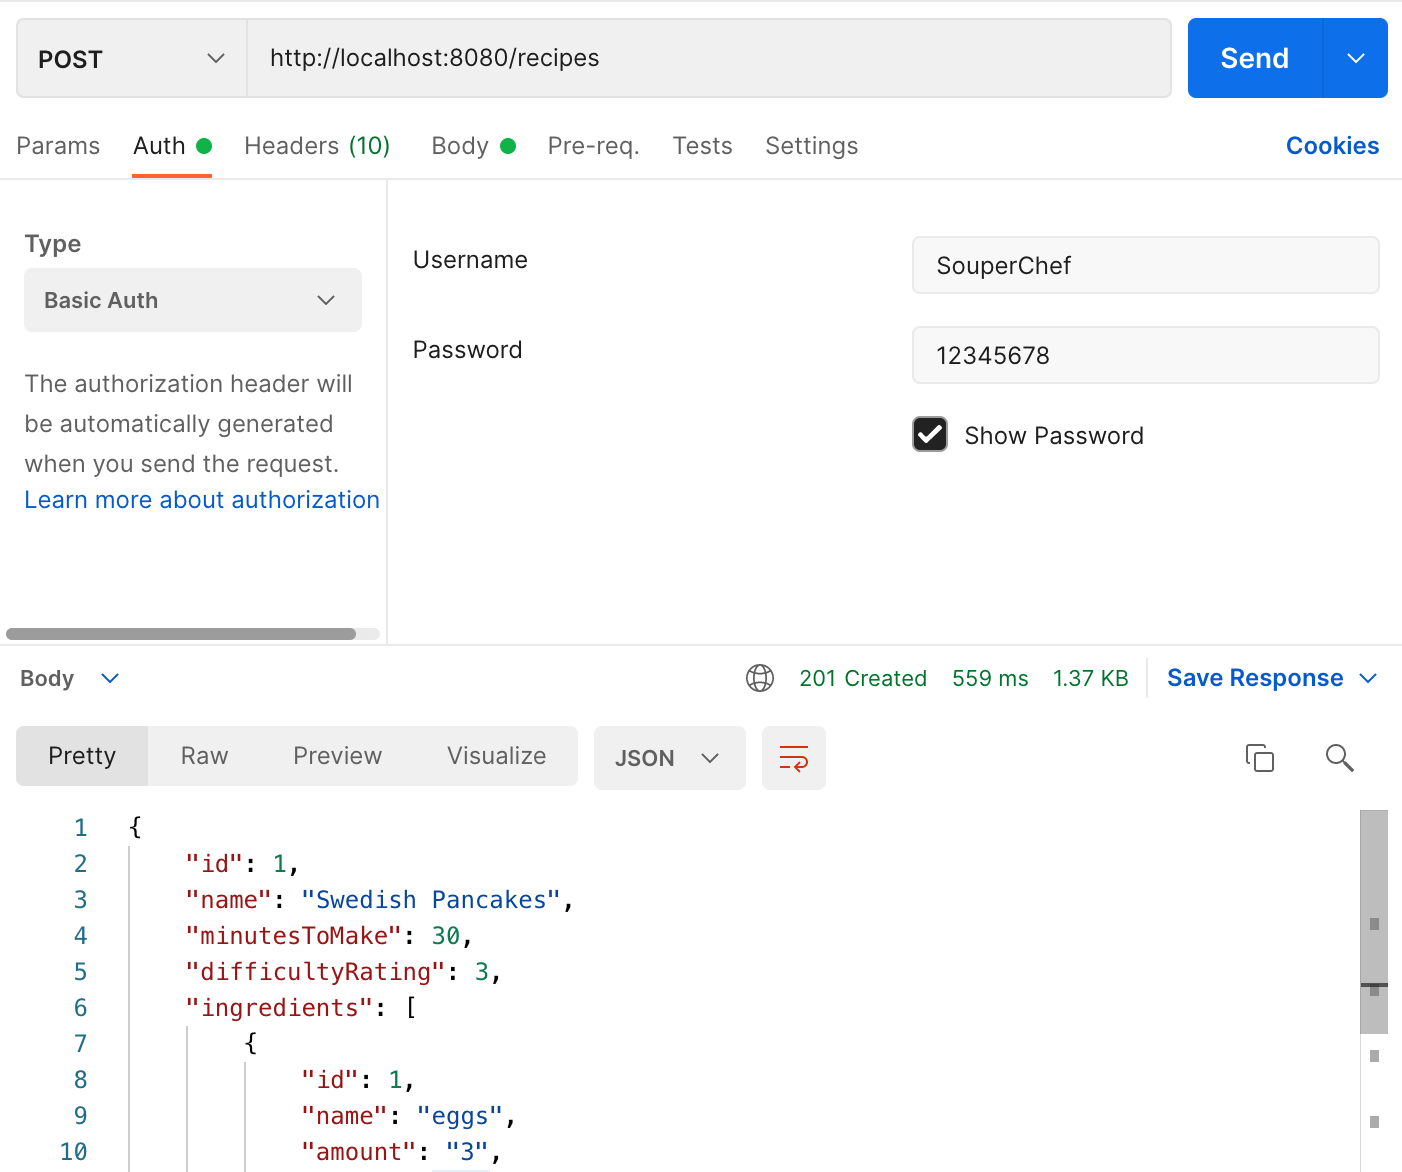 POST http://localhost:8080/recipes Send
Params Auth Headers (10) Body Pre-req. Tests Settings Cookies
Type
Basic Auth
The authorization header will
be automatically generated
when you send the request.
Learn more about authorization
Username SouperChef
Password 12345678
Show Password
Body 201 Created 559 ms 1.37 KB Save Response
Pretty Raw Preview Visualize JSON
1 {
2 "id": 1,
3 "name": "Swedish Pancakes",
4 "minutesToMake": 30,
5 "difficultyRating": 3,
6 "ingredients": [
7 {
8 "id": 1,
9 "name": "eggs",
10 "amount": "3",